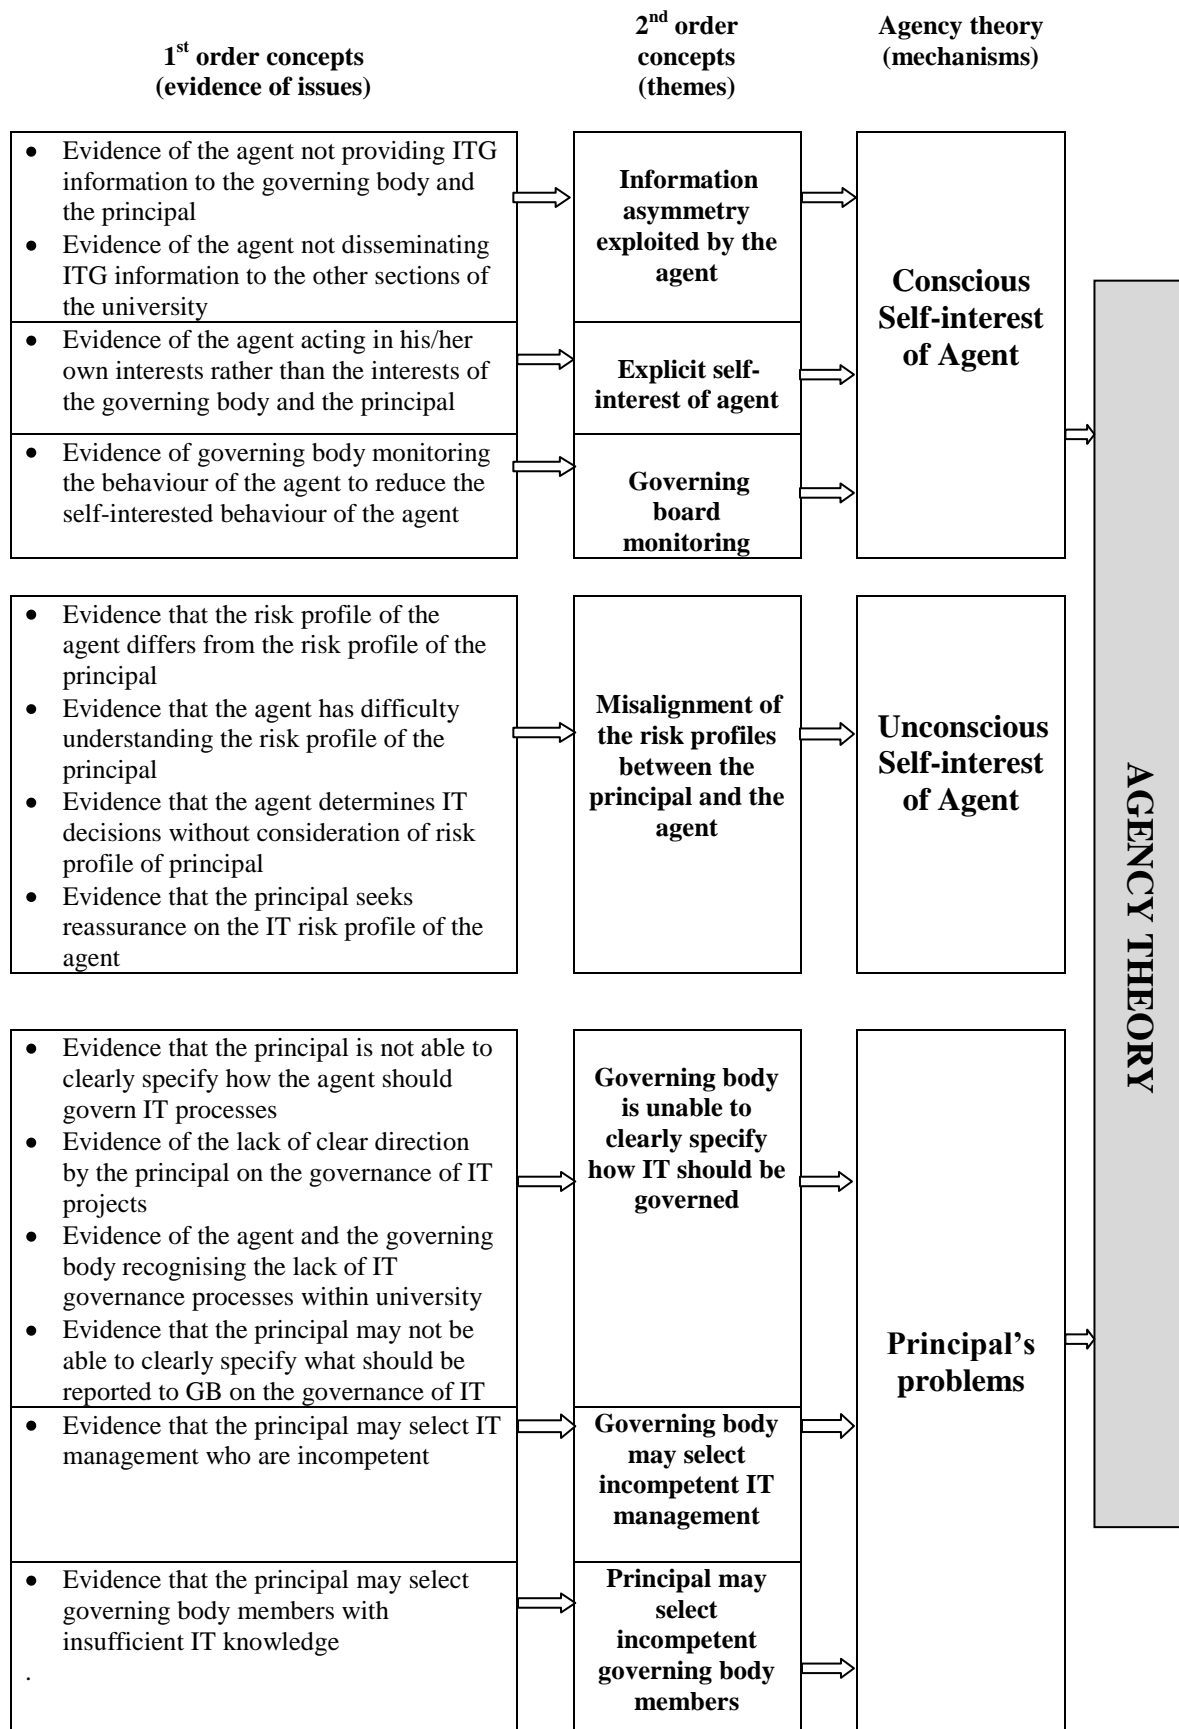 1st order concepts
(evidence of issues)
2nd order
concepts
(themes)
Agency theory
(mechanisms)
• Evidence of the agent not providing ITG
information to the governing body and
the principal
• Evidence of the agent not disseminating
ITG information to the other sections of
the university
Information
asymmetry
exploited by the
agent
Conscious
Self-interest
of Agent
• Evidence of the agent acting in his/her
own interests rather than the interests of
the governing body and the principal
Explicit self-
interest of agent
• Evidence of governing body monitoring
the behaviour of the agent to reduce the
self-interested behaviour of the agent
Governing
board
monitoring
• Evidence that the risk profile of the
agent differs from the risk profile of the
principal
• Evidence that the agent has difficulty
understanding the risk profile of the
principal
• Evidence that the agent determines IT
decisions without consideration of risk
profile of principal
• Evidence that the principal seeks
reassurance on the IT risk profile of the
agent
Misalignment of
the risk profiles
between the
principal and the
agent
Unconscious
Self-interest
of Agent
• Evidence that the principal is not able to
clearly specify how the agent should
govern IT processes
• Evidence of the lack of clear direction
by the principal on the governance of IT
projects
• Evidence of the agent and the governing
body recognising the lack of IT
governance processes within university
• Evidence that the principal may not be
able to clearly specify what should be
reported to GB on the governance of IT
Governing body
is unable to
clearly specify
how IT should be
governed
Principal's
problems
• Evidence that the principal may select IT
management who are incompetent
Governing body
may select
incompetent IT
management
• Evidence that the principal may select
governing body members with
insufficient IT knowledge
.
Principal may
select
incompetent
governing body
members
AGENCY THEORY